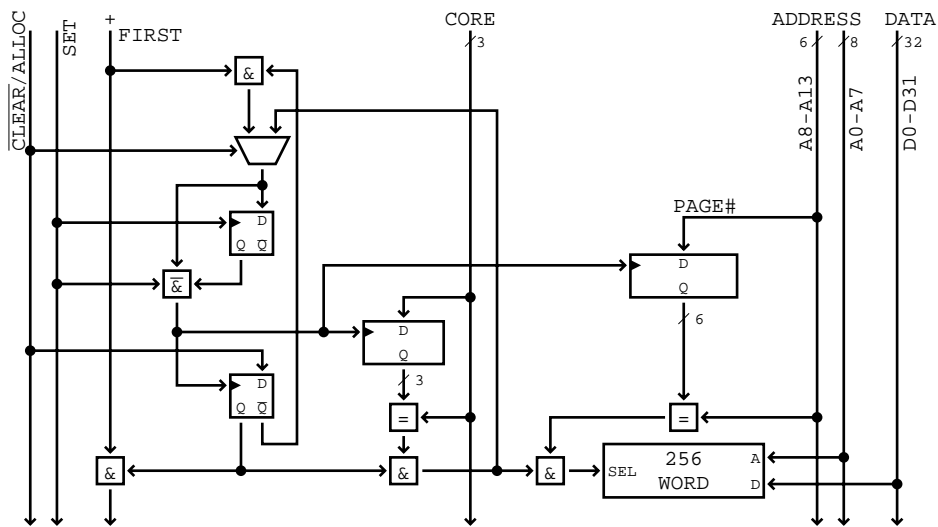 CORE ADDRESS DATA
+
FIRST
SET
C̅L̅E̅A̅R̅/ALLOC
3 6 8 32
&
A8-A13
A0-A7
D0-D31
PAGE#
D
Q Q̅
D
Q
&̅
6
D
Q
3
D
Q Q̅
=
=
&
&
&
SEL
256
WORD
A
D